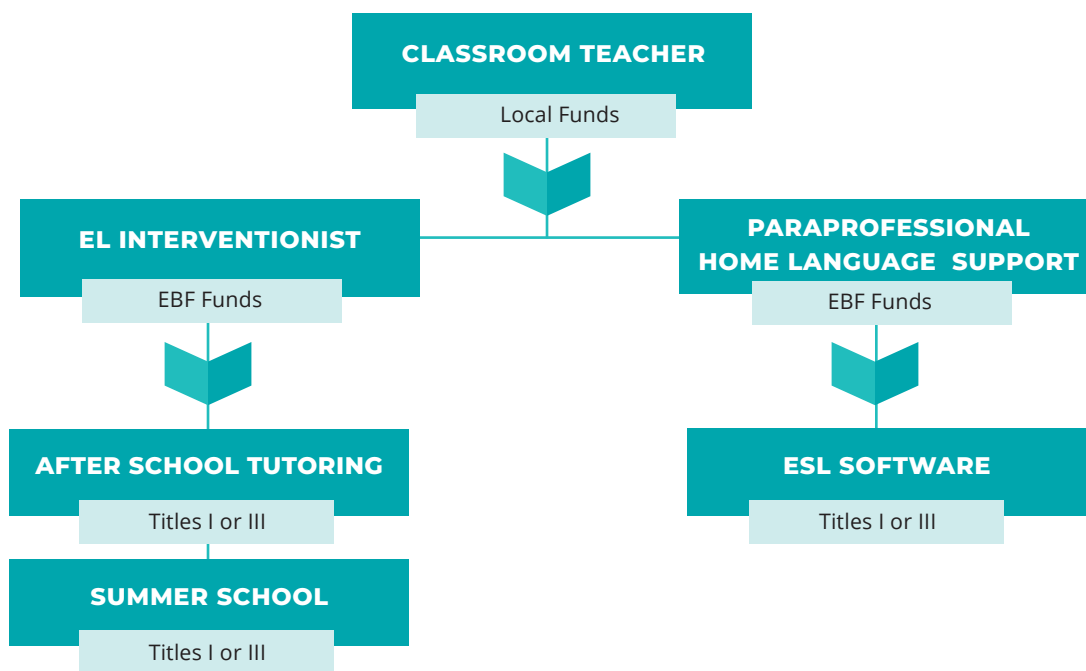 CLASSROOM TEACHER
Local Funds
EL INTERVENTIONIST
EBF Funds
PARAPROFESSIONAL
HOME LANGUAGE SUPPORT
EBF Funds
AFTER SCHOOL TUTORING
Titles I or III
ESL SOFTWARE
Titles I or III
SUMMER SCHOOL
Titles I or III